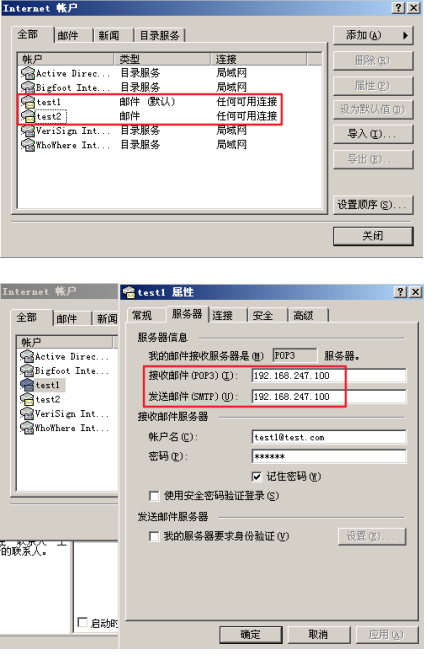 Internet 帐户
全部 邮件 新闻 目录服务
添加(A)
帐户 类型 连接
删除(R)
Active Direc... 目录服务 局域网
Bigfoot Inte... 目录服务 局域网
属性(P)
test1 邮件 (默认) 任何可用连接
设为默认值(D)
test2 邮件 任何可用连接
VeriSign Int... 目录服务 局域网
导入(I)...
WhoWhere Int... 目录服务 局域网
导出(E)...
设置顺序(S)...
关闭
Internet 帐户
全部 邮件 新闻
帐户
Active Direc...
Bigfoot Inte...
test1
test2
VeriSign Int...
WhoWhere Int...
的联系人。
启动时
test1 属性
常规 服务器 连接 安全 高级
服务器信息
我的邮件接收服务器是(M) POP3 服务器。
接收邮件(POP3)(I): 192.168.247.100
发送邮件(SMTP)(U): 192.168.247.100
接收邮件服务器
帐户名(C): test1@test.com
密码(P): ******
记住密码(W)
使用安全密码验证登录(S)
发送邮件服务器
我的服务器要求身份验证(V) 设置(E)...
确定 取消 应用(A)